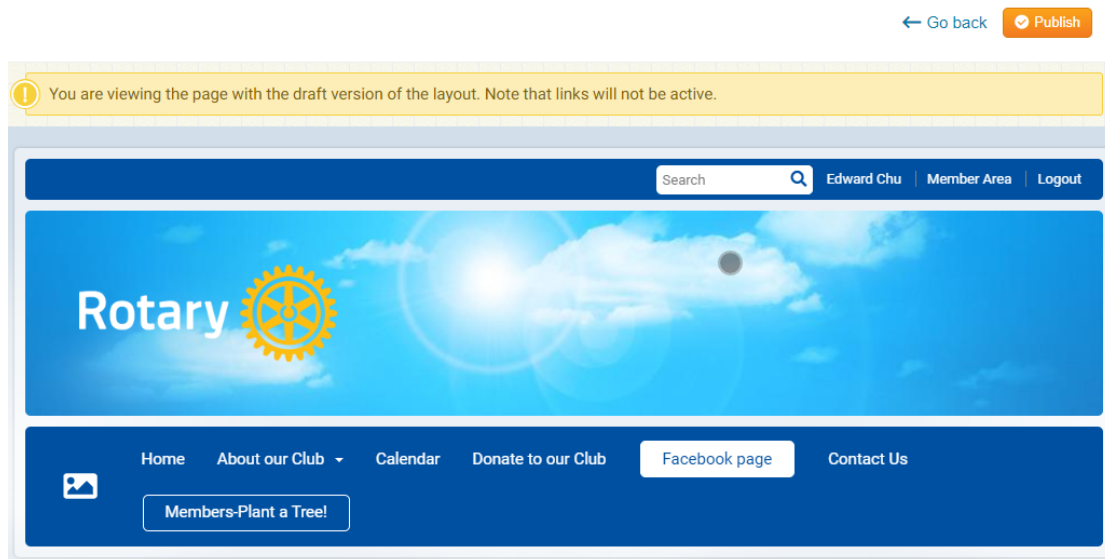 Go back Publish
You are viewing the page with the draft version of the layout. Note that links will not be active.
Search Edward Chu Member Area Logout
Rotary
Home About our Club Calendar Donate to our Club Facebook page Contact Us
Members-Plant a Tree!